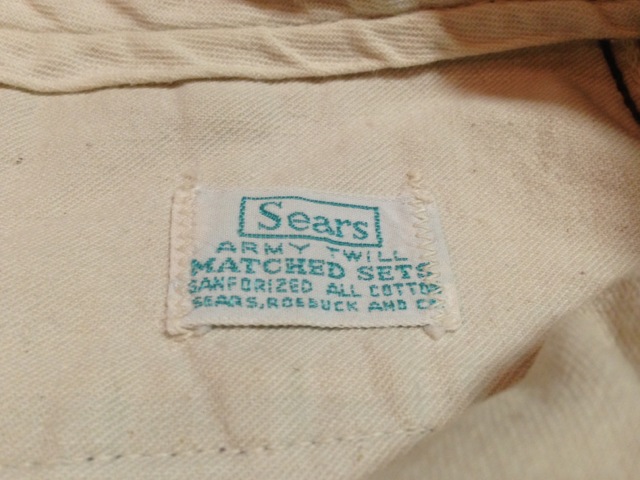 Sears
ARMY TWILL
MATCHED SETS
SANFORIZED ALL COTTON
SEARS, ROEBUCK AND CO